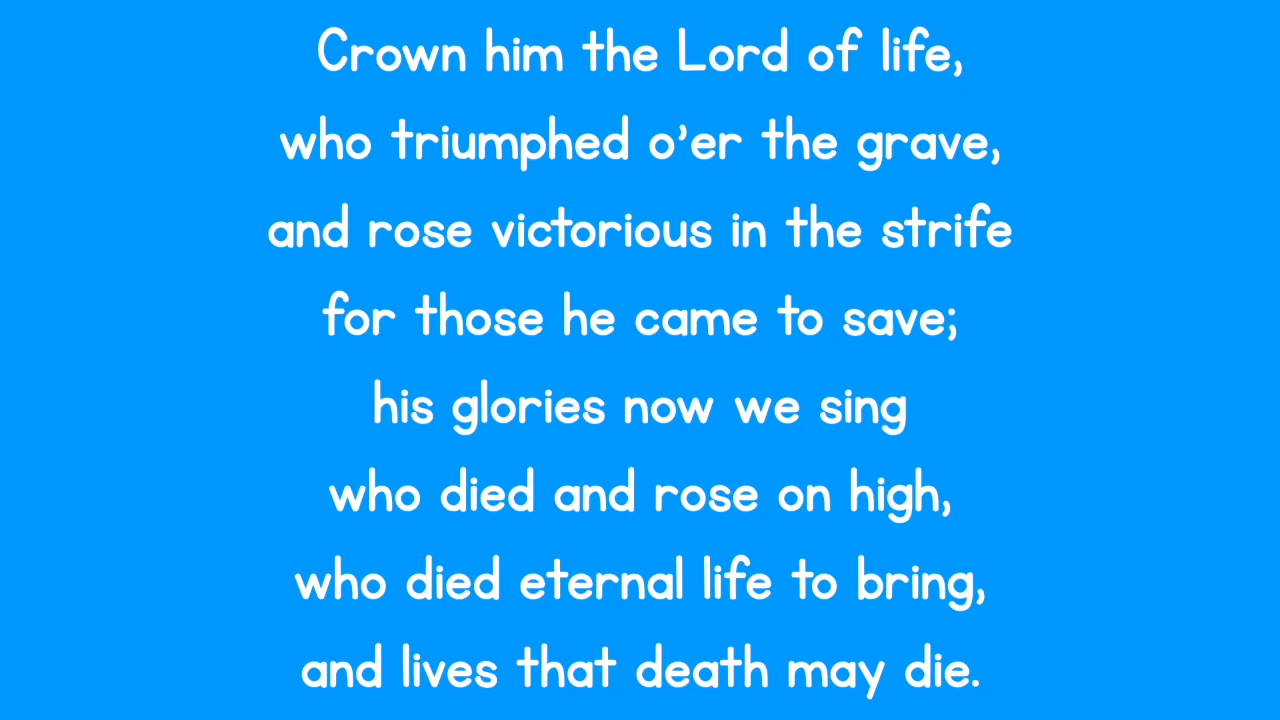 Crown him the Lord of life,
who triumphed o’er the grave,
and rose victorious in the strife
for those he came to save;
his glories now we sing
who died and rose on high,
who died eternal life to bring,
and lives that death may die.